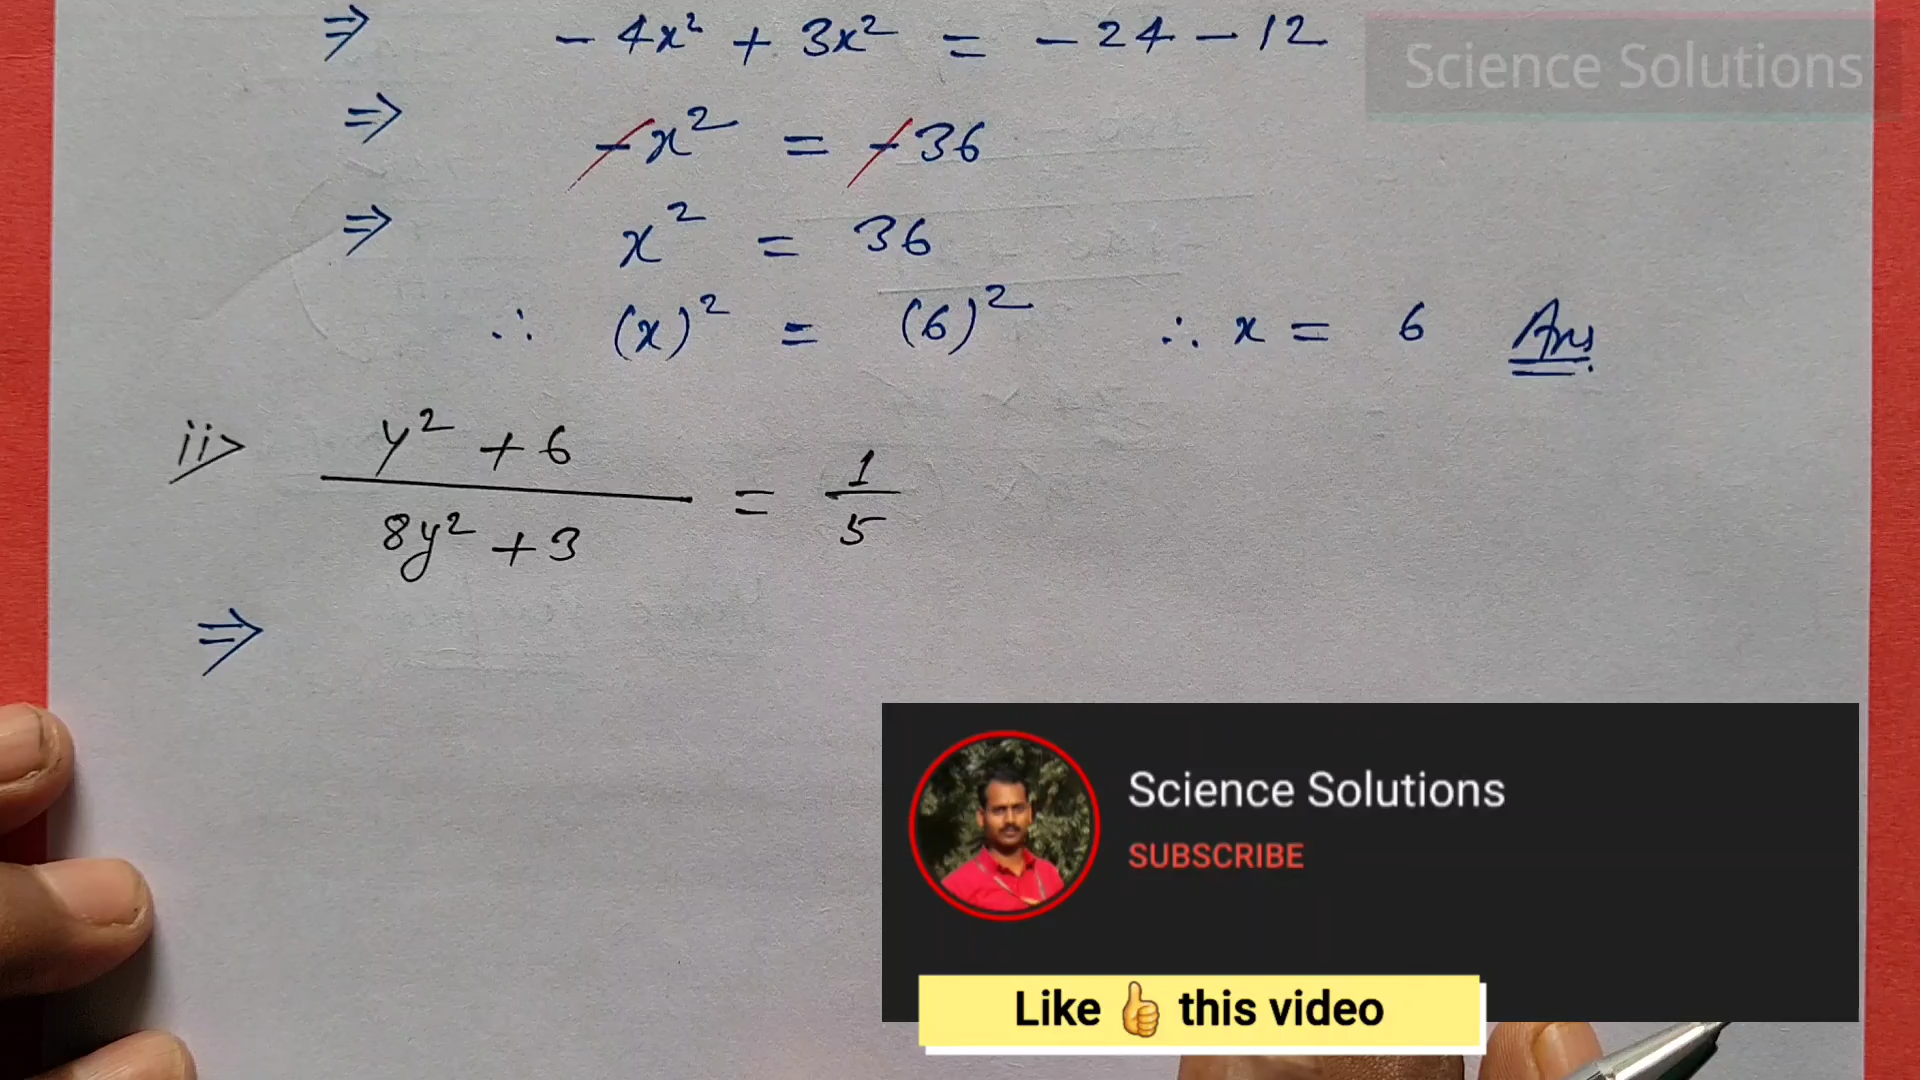 ⇒ - 4x² + 3x² = - 24 - 12
Science Solutions
⇒ -x² = -36
⇒ x² = 36
∴ (x)² = (6)² ∴ x = 6 Ans.
ii> y² + 6 / 8y² + 3 = 1/5
⇒
Science Solutions
SUBSCRIBE
Like 👍 this video